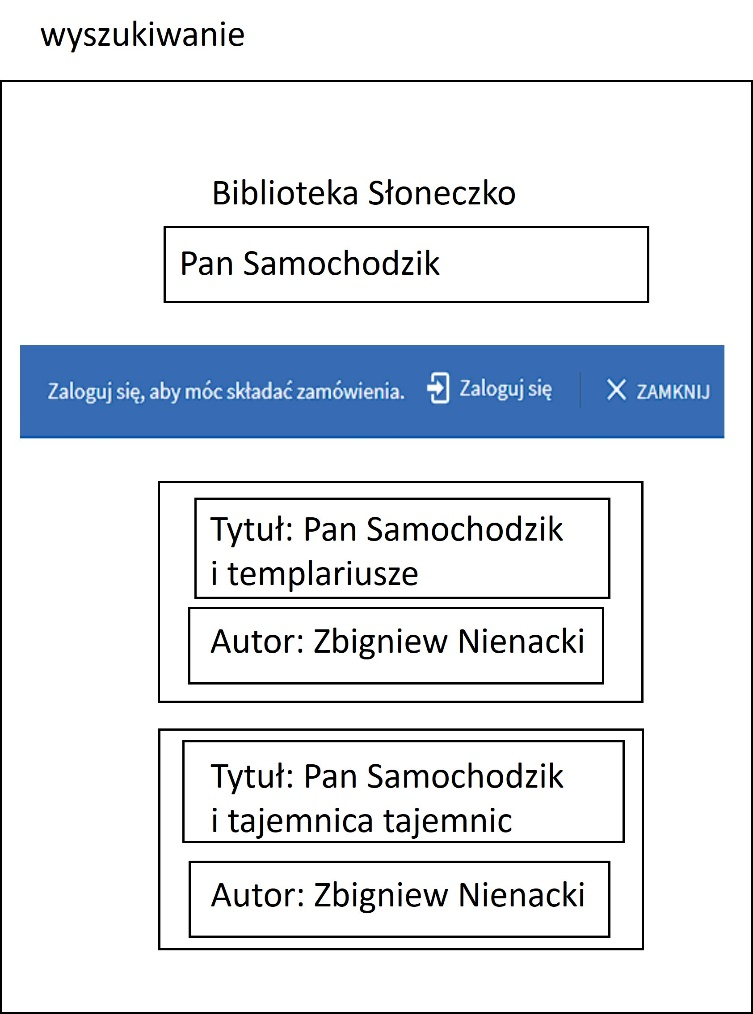 wyszukiwanie
Biblioteka Słoneczko
Pan Samochodzik
Zaloguj się, aby móc składać zamówienia. Zaloguj się ZAMKNIJ
Tytuł: Pan Samochodzik
i templariusze
Autor: Zbigniew Nienacki
Tytuł: Pan Samochodzik
i tajemnica tajemnic
Autor: Zbigniew Nienacki